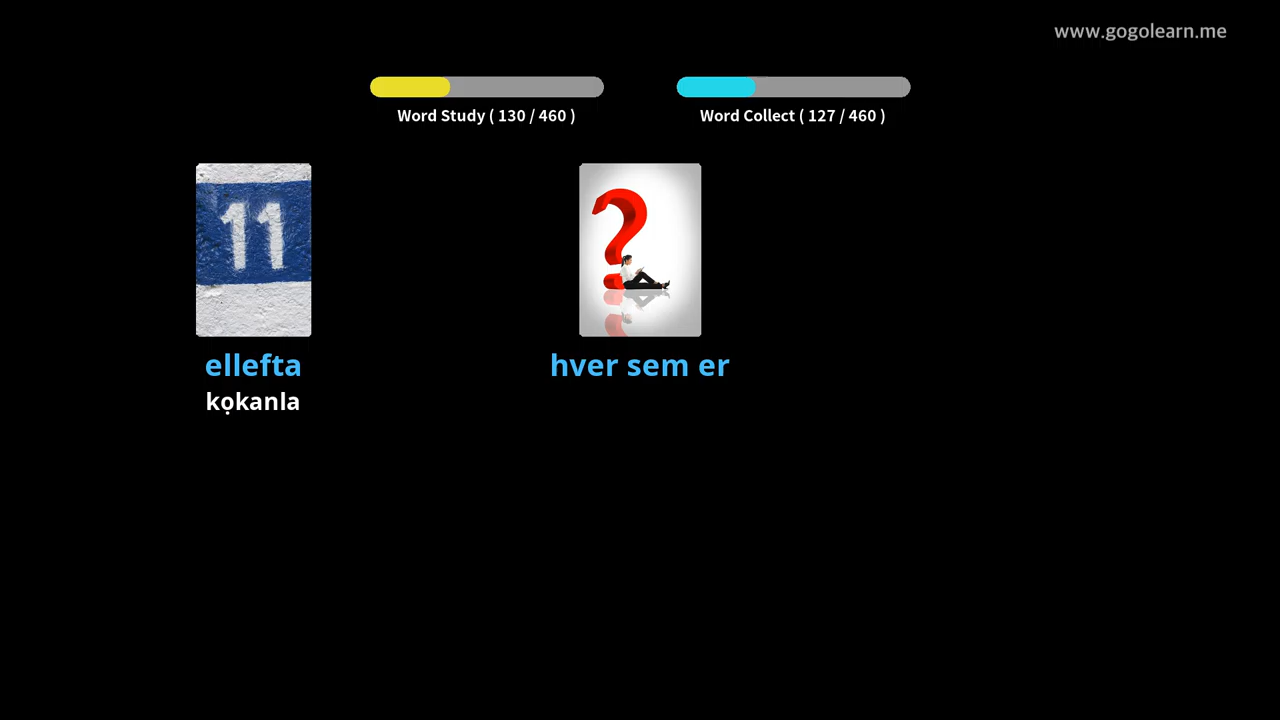 www.gogolearn.me
Word Study ( 130 / 460 )
Word Collect ( 127 / 460 )
11
ellefta
kọkanla
hver sem er